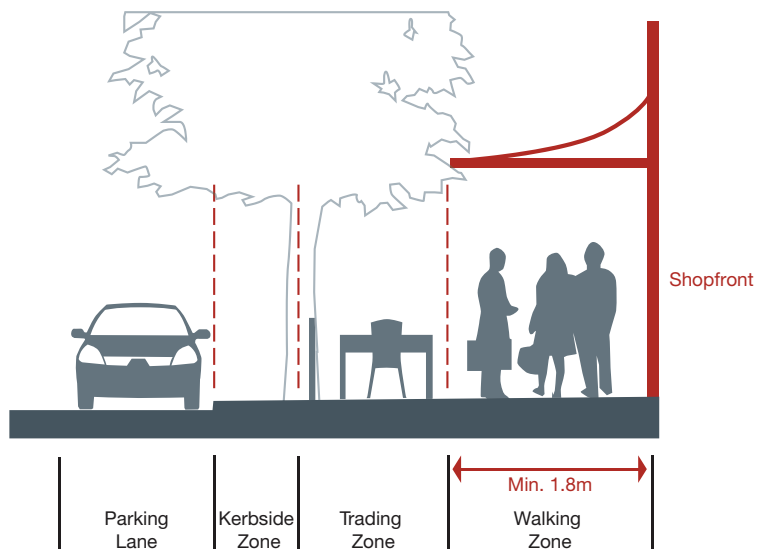 Shopfront
Min. 1.8m
Parking
Lane
Kerbside
Zone
Trading
Zone
Walking
Zone